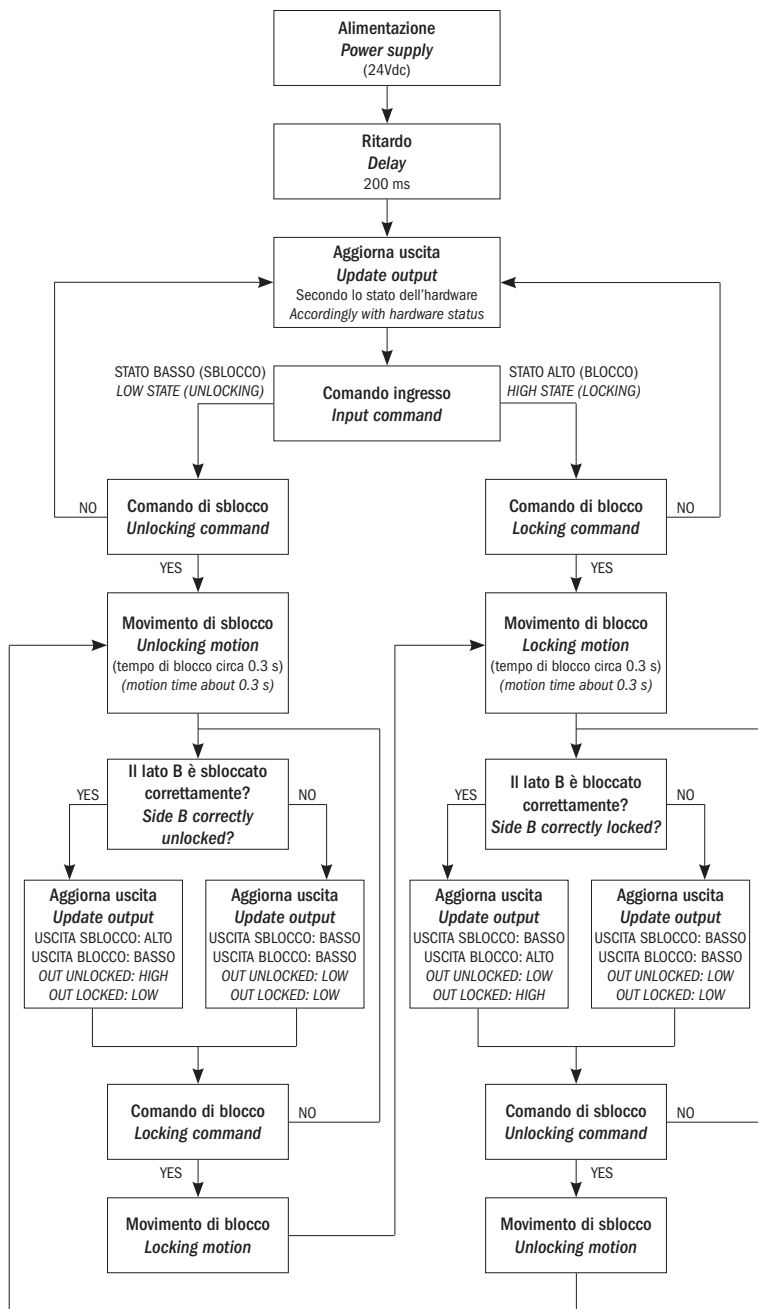 Alimentazione
Power supply
(24Vdc)
Ritardo
Delay
200 ms
Aggiorna uscita
Update output
Secondo lo stato dell'hardware
Accordingly with hardware status
STATO BASSO (SBLOCCO)
LOW STATE (UNLOCKING)
STATO ALTO (BLOCCO)
HIGH STATE (LOCKING)
Comando ingresso
Input command
NO
Comando di sblocco
Unlocking command
Comando di blocco
Locking command
NO
YES
YES
Movimento di sblocco
Unlocking motion
(tempo di blocco circa 0.3 s)
(motion time about 0.3 s)
Movimento di blocco
Locking motion
(tempo di blocco circa 0.3 s)
(motion time about 0.3 s)
YES
Il lato B è sbloccato
correttamente?
Side B correctly
unlocked?
NO
YES
Il lato B è bloccato
correttamente?
Side B correctly locked?
NO
Aggiorna uscita
Update output
USCITA SBLOCCO: ALTO
USCITA BLOCCO: BASSO
OUT UNLOCKED: HIGH
OUT LOCKED: LOW
Aggiorna uscita
Update output
USCITA SBLOCCO: BASSO
USCITA BLOCCO: BASSO
OUT UNLOCKED: LOW
OUT LOCKED: LOW
Aggiorna uscita
Update output
USCITA SBLOCCO: BASSO
USCITA BLOCCO: ALTO
OUT UNLOCKED: LOW
OUT LOCKED: HIGH
Aggiorna uscita
Update output
USCITA SBLOCCO: BASSO
USCITA BLOCCO: BASSO
OUT UNLOCKED: LOW
OUT LOCKED: LOW
Comando di blocco
Locking command
NO
Comando di sblocco
Unlocking command
NO
YES
YES
Movimento di blocco
Locking motion
Movimento di sblocco
Unlocking motion